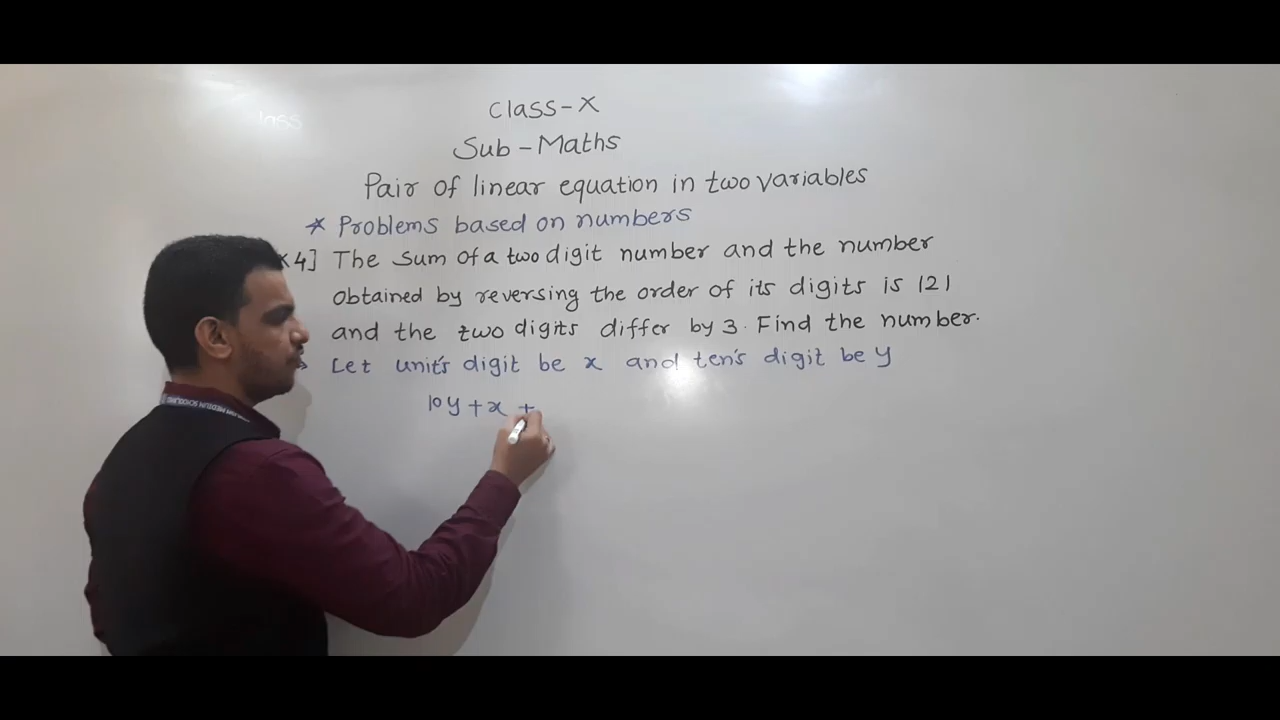 class-X
Sub-Maths
Pair of linear equation in two variables
* Problems based on numbers
4] The sum of a two digit number and the number
obtained by reversing the order of its digits is 121
and the two digits differ by 3. Find the number.
Let unit's digit be x and ten's digit be y
10y + x +